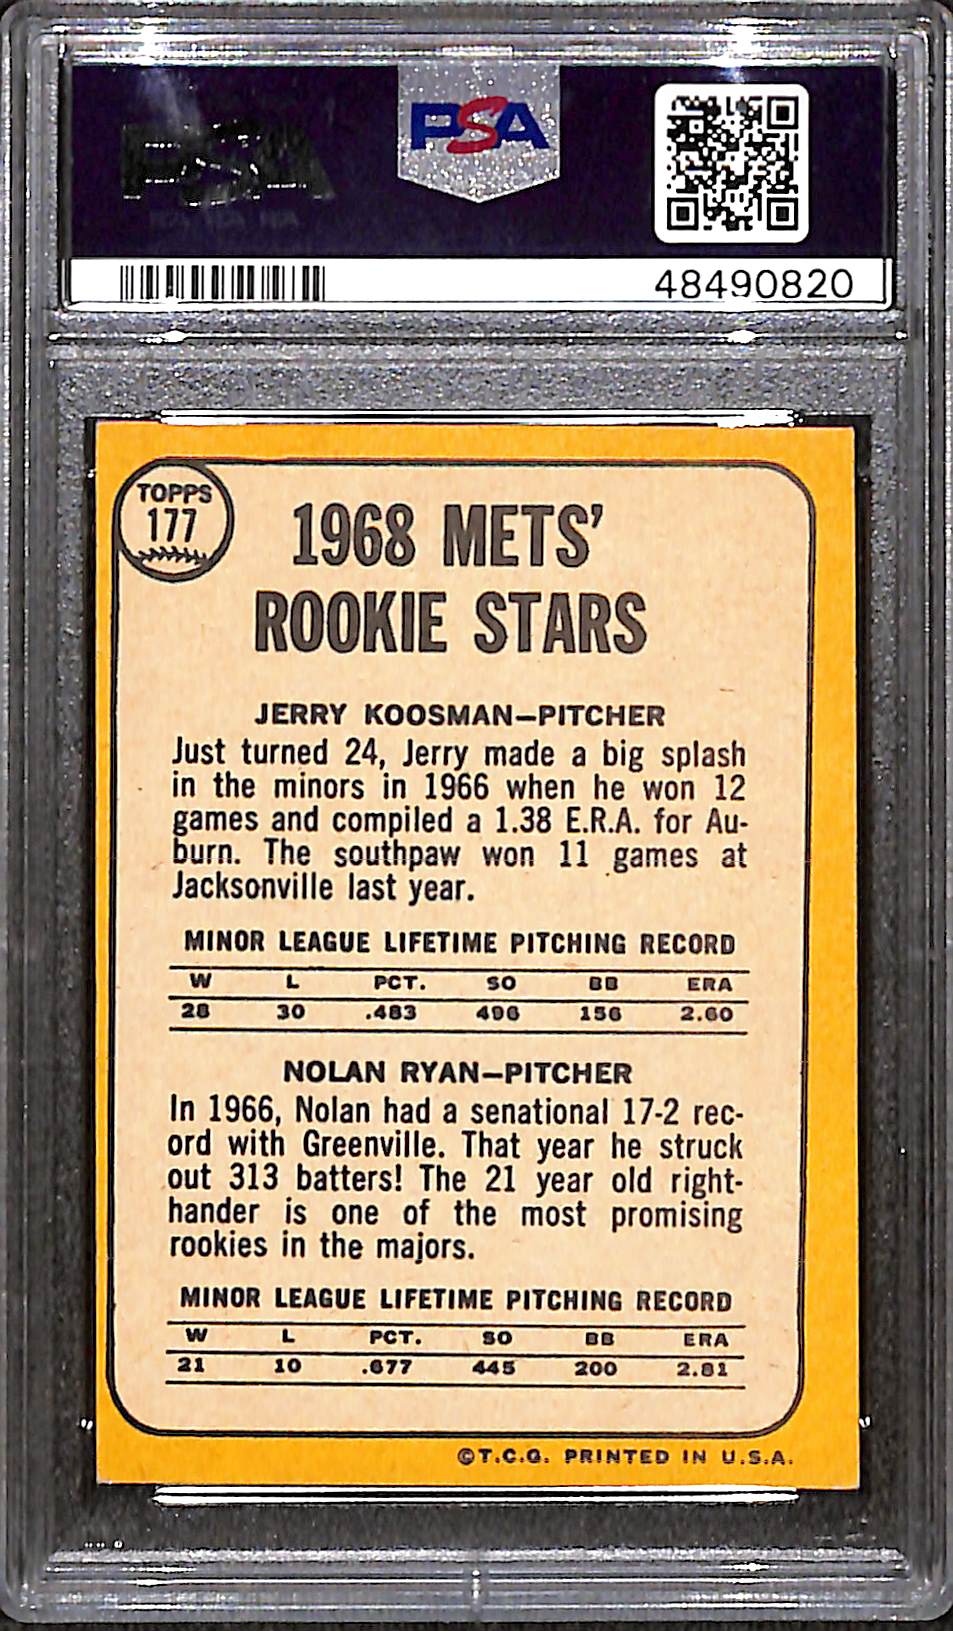 PSA
PSA
48490820
TOPPS
177
1968 METS'
ROOKIE STARS
JERRY KOOSMAN—PITCHER
Just turned 24, Jerry made a big splash
in the minors in 1966 when he won 12
games and compiled a 1.38 E.R.A. for Au-
burn. The southpaw won 11 games at
Jacksonville last year.
MINOR LEAGUE LIFETIME PITCHING RECORD
W L PCT. SO BB ERA
28 30 .483 496 156 2.60
NOLAN RYAN—PITCHER
In 1966, Nolan had a senational 17-2 rec-
ord with Greenville. That year he struck
out 313 batters! The 21 year old right-
hander is one of the most promising
rookies in the majors.
MINOR LEAGUE LIFETIME PITCHING RECORD
W L PCT. SO BB ERA
21 10 .677 445 200 2.81
©T.C.G. PRINTED IN U.S.A.